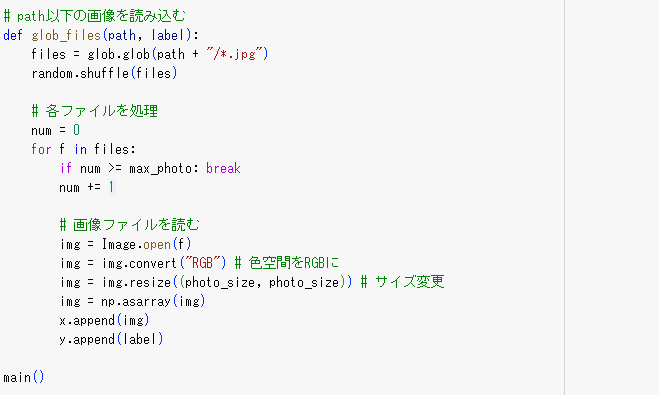 # path以下の画像を読み込む
def glob_files(path, label):
    files = glob.glob(path + "/*.jpg")
    random.shuffle(files)

    # 各ファイルを処理
    num = 0
    for f in files:
        if num >= max_photo: break
        num += 1

        # 画像ファイルを読む
        img = Image.open(f)
        img = img.convert("RGB") # 色空間をRGBに
        img = img.resize((photo_size, photo_size)) # サイズ変更
        img = np.asarray(img)
        x.append(img)
        y.append(label)

main()